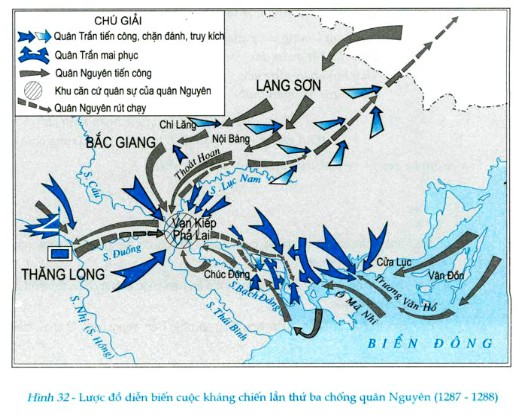 CHÚ GIẢI
Quân Trần tiến công, chặn đánh, truy kích
Quân Trần mai phục
Quân Nguyên tiến công
Khu căn cứ quân sự của quân Nguyên
Quân Nguyên rút chạy
LẠNG SƠN
Chi Lăng
Nội Bàng
BẮC GIANG
Thoát Hoan
S. Cầu
S. Lục Nam
Vạn Kiếp
Phả Lại
S. Đuống
THĂNG LONG
Chúc Động
S. Bạch Đằng
Cửa Lục
Vân Đồn
Trương Văn Hổ
Ô Mã Nhi
S. Thái Bình
S. Nhị (S. Hồng)
BIỂN ĐÔNG
Hình 32 - Lược đồ diễn biến cuộc kháng chiến lần thứ ba chống quân Nguyên (1287 - 1288)